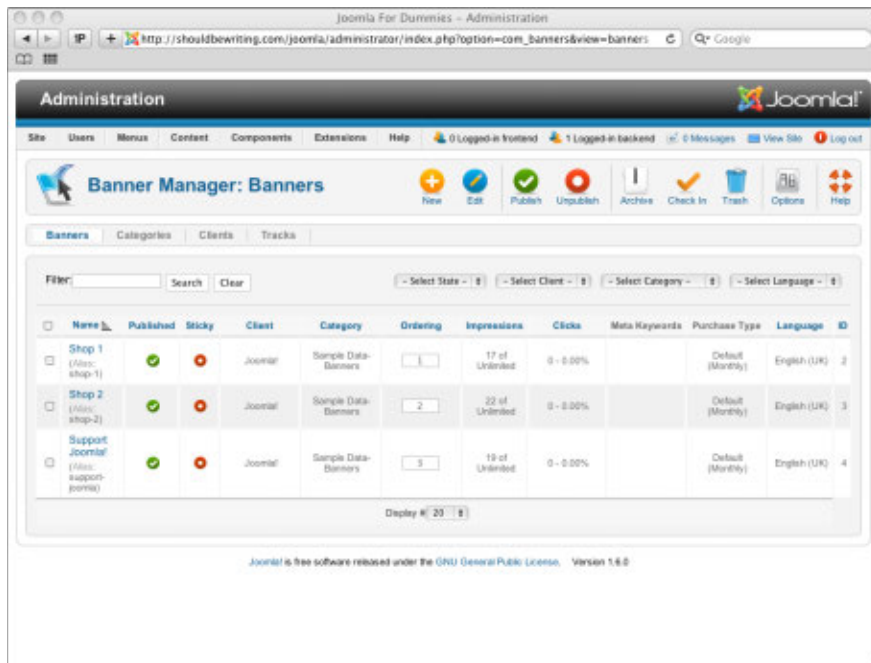 Joomla For Dummies – Administration
http://shouldbewriting.com/joomla/administrator/index.php?option=com_banners&view=banners
Google
Administration
Joomla!
Site Users Menus Content Components Extensions Help 0 Logged-in frontend 1 Logged-in backend 0 Messages View Site Log out
Banner Manager: Banners
New Edit Publish Unpublish Archive Check In Trash Options Help
Banners Categories Clients Tracks
Filter: Search Clear - Select State - - Select Client - - Select Category - - Select Language -
Name Published Sticky Client Category Ordering Impressions Clicks Meta Keywords Purchase Type Language ID
Shop 1
(Alias:
shop-1)
Joomla!
Sample Data-
Banners
1
17 of
Unlimited
0 - 0.00%
Default
(Monthly)
English (UK)
2
Shop 2
(Alias:
shop-2)
Joomla!
Sample Data-
Banners
2
22 of
Unlimited
0 - 0.00%
Default
(Monthly)
English (UK)
3
Support
Joomla!
(Alias:
support-
joomla)
Joomla!
Sample Data-
Banners
3
19 of
Unlimited
0 - 0.00%
Default
(Monthly)
English (UK)
4
Display # 20
Joomla! is free software released under the GNU General Public License. Version 1.6.0